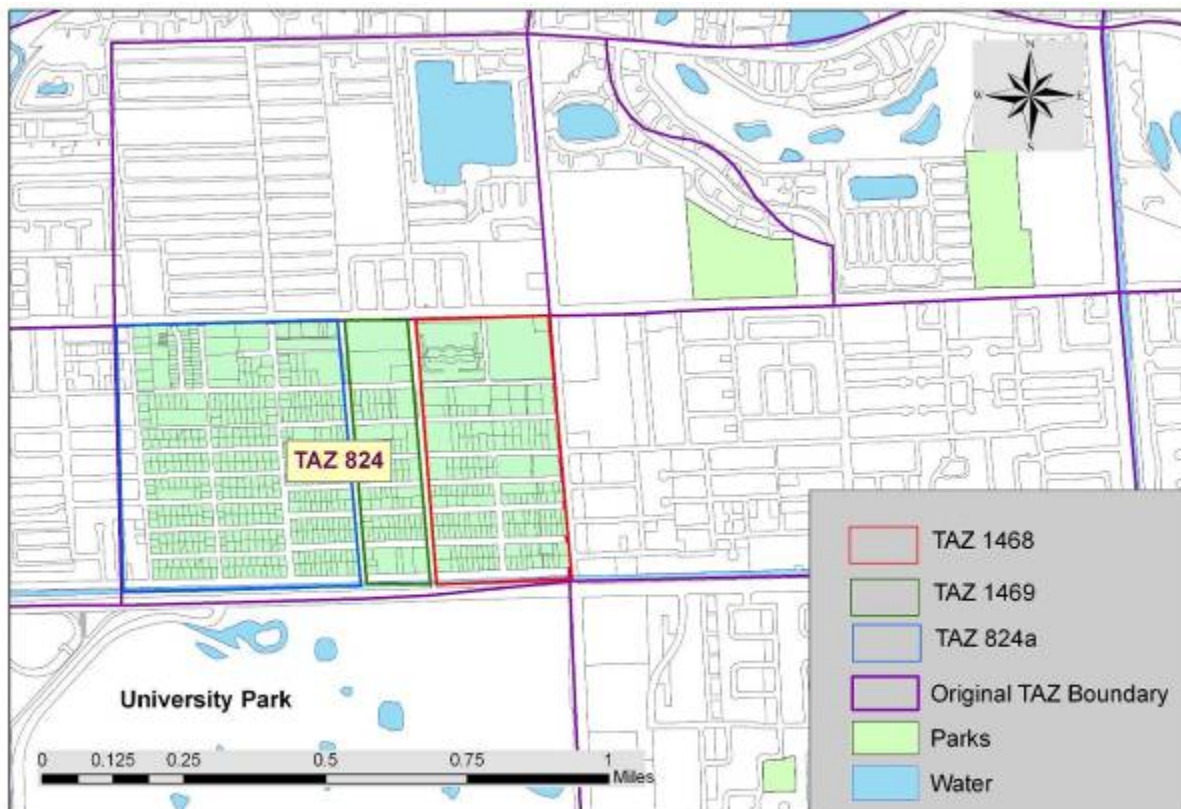 N
W E
S
TAZ 824
TAZ 1468
TAZ 1469
TAZ 824a
Original TAZ Boundary
Parks
Water
University Park
0 0.125 0.25 0.5 0.75 1
Miles